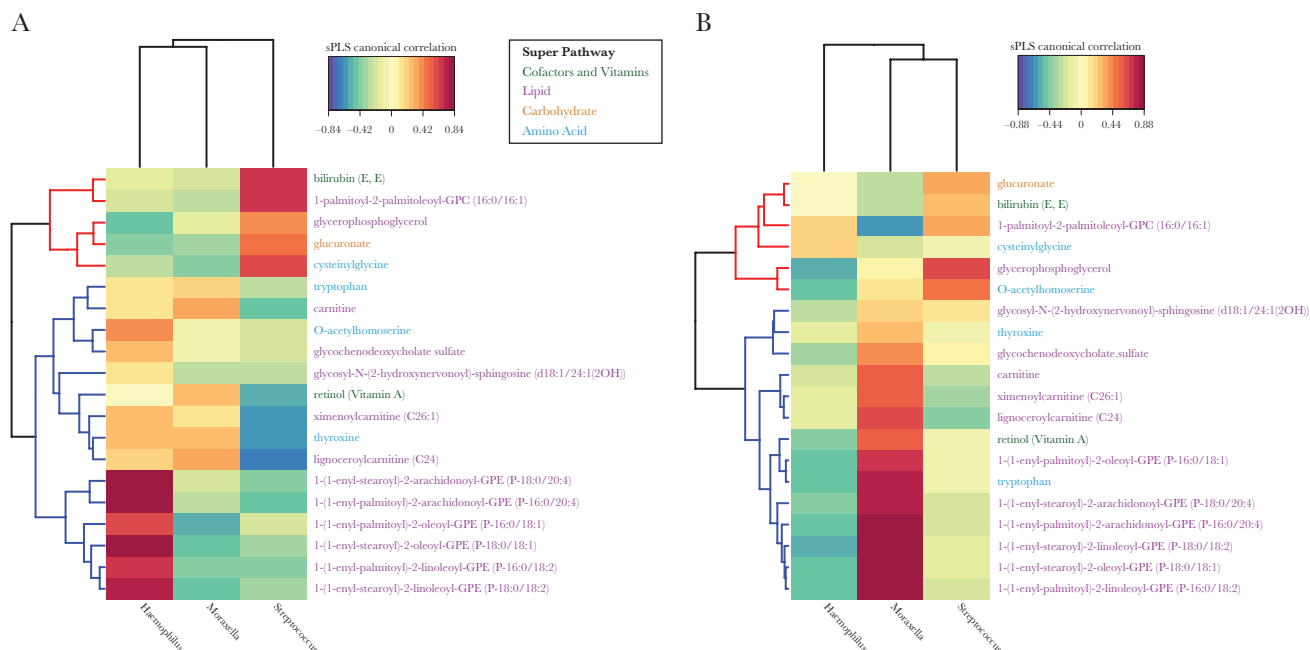 A
sPLS canonical correlation
−0.84 −0.42 0 0.42 0.84
Super Pathway
Cofactors and Vitamins
Lipid
Carbohydrate
Amino Acid
bilirubin (E, E)
1-palmitoyl-2-palmitoleoyl-GPC (16:0/16:1)
glycerophosphoglycerol
glucuronate
cysteinylglycine
tryptophan
carnitine
O-acetylhomoserine
glycochenodeoxycholate sulfate
glycosyl-N-(2-hydroxynervonoyl)-sphingosine (d18:1/24:1(2OH))
retinol (Vitamin A)
ximenoylcarnitine (C26:1)
thyroxine
lignoceroylcarnitine (C24)
1-(1-enyl-stearoyl)-2-arachidonoyl-GPE (P-18:0/20:4)
1-(1-enyl-palmitoyl)-2-arachidonoyl-GPE (P-16:0/20:4)
1-(1-enyl-palmitoyl)-2-oleoyl-GPE (P-16:0/18:1)
1-(1-enyl-stearoyl)-2-oleoyl-GPE (P-18:0/18:1)
1-(1-enyl-palmitoyl)-2-linoleoyl-GPE (P-16:0/18:2)
1-(1-enyl-stearoyl)-2-linoleoyl-GPE (P-18:0/18:2)
Haemophilus
Moraxella
Streptococcus
B
sPLS canonical correlation
−0.88 −0.44 0 0.44 0.88
glucuronate
bilirubin (E, E)
1-palmitoyl-2-palmitoleoyl-GPC (16:0/16:1)
cysteinylglycine
glycerophosphoglycerol
O-acetylhomoserine
glycosyl-N-(2-hydroxynervonoyl)-sphingosine (d18:1/24:1(2OH))
thyroxine
glycochenodeoxycholate.sulfate
carnitine
ximenoylcarnitine (C26:1)
lignoceroylcarnitine (C24)
retinol (Vitamin A)
1-(1-enyl-palmitoyl)-2-oleoyl-GPE (P-16:0/18:1)
tryptophan
1-(1-enyl-stearoyl)-2-arachidonoyl-GPE (P-18:0/20:4)
1-(1-enyl-palmitoyl)-2-arachidonoyl-GPE (P-16:0/20:4)
1-(1-enyl-stearoyl)-2-linoleoyl-GPE (P-18:0/18:2)
1-(1-enyl-stearoyl)-2-oleoyl-GPE (P-18:0/18:1)
1-(1-enyl-palmitoyl)-2-linoleoyl-GPE (P-16:0/18:2)
Haemophilus
Moraxella
Streptococcus